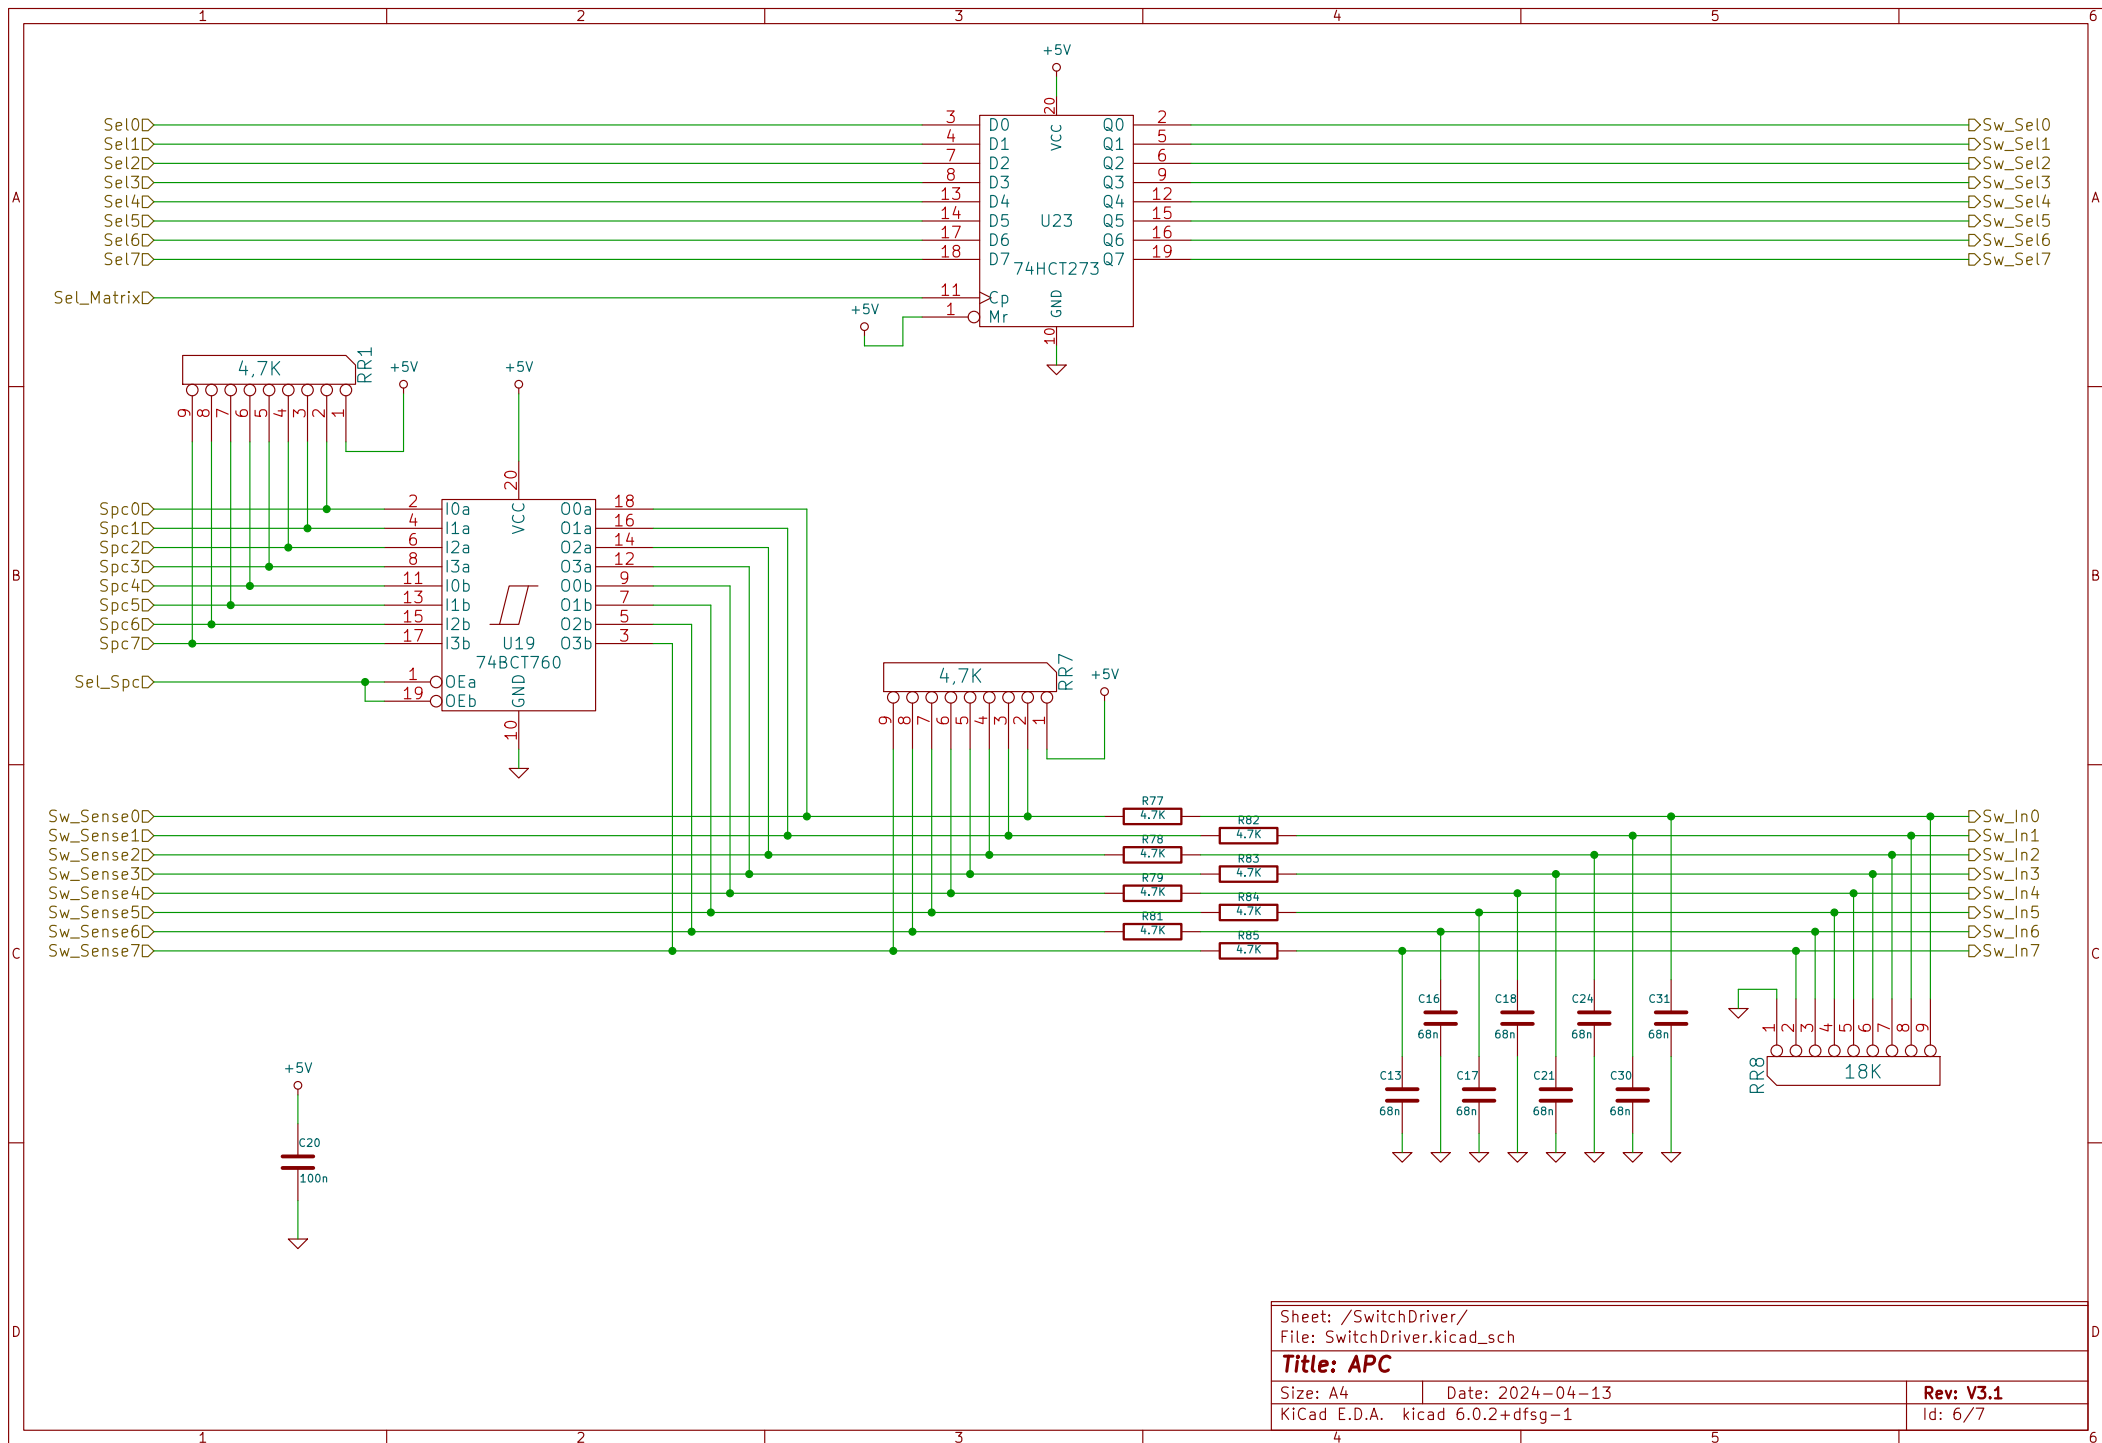 1 2 3 4 5 6
+5V
20
Sel0 3 D0 VCC Q0 2 Sw_Sel0
Sel1 4 D1 Q1 5 Sw_Sel1
Sel2 7 D2 Q2 6 Sw_Sel2
Sel3 8 D3 Q3 9 Sw_Sel3
A A
Sel4 13 D4 Q4 12 Sw_Sel4
Sel5 14 D5 U23 Q5 15 Sw_Sel5
Sel6 17 D6 Q6 16 Sw_Sel6
Sel7 18 D7 Q7 19 Sw_Sel7
74HCT273
Sel_Matrix 11 Cp GND
+5V 1 Mr
10
4,7K RR1 +5V +5V
9 8 7 6 5 4 3 2 1
20
Spc0 2 I0a VCC O0a 18
Spc1 4 I1a O1a 16
Spc2 6 I2a O2a 14
Spc3 8 I3a O3a 12
B B
Spc4 11 I0b O0b 9
Spc5 13 I1b O1b 7
Spc6 15 I2b O2b 5
Spc7 17 I3b U19 O3b 3
74BCT760
Sel_Spc 1 OEa GND
19 OEb
10
4,7K RR7 +5V
9 8 7 6 5 4 3 2 1
R77
Sw_Sense0 4.7K Sw_In0
R82
Sw_Sense1 4.7K Sw_In1
R78
Sw_Sense2 4.7K Sw_In2
R83
Sw_Sense3 4.7K Sw_In3
R79
Sw_Sense4 4.7K Sw_In4
R84
Sw_Sense5 4.7K Sw_In5
R81
Sw_Sense6 4.7K Sw_In6
R85
Sw_Sense7 4.7K Sw_In7
C C
C16 C18 C24 C31
68n 68n 68n 68n
1 2 3 4 5 6 7 8 9
RR8 18K
C13 C17 C21 C30
68n 68n 68n 68n
+5V
C20
100n
D D
Sheet: /SwitchDriver/
File: SwitchDriver.kicad_sch
Title: APC
Size: A4 Date: 2024-04-13 Rev: V3.1
KiCad E.D.A. kicad 6.0.2+dfsg-1 Id: 6/7
1 2 3 4 5 6